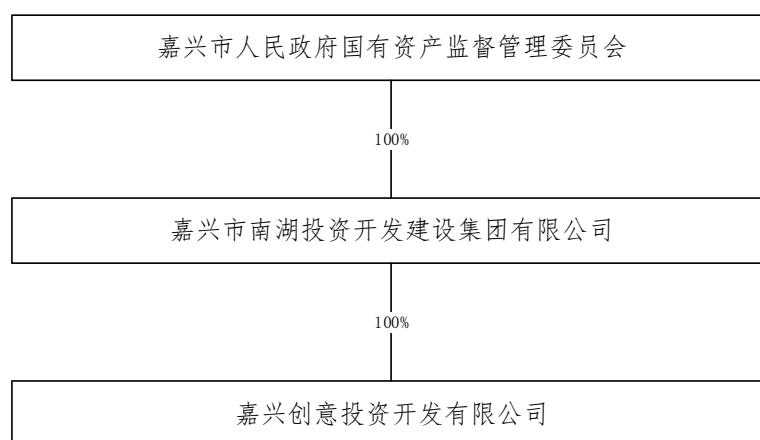 嘉兴市人民政府国有资产监督管理委员会
100%
嘉兴市南湖投资开发建设集团有限公司
100%
嘉兴创意投资开发有限公司